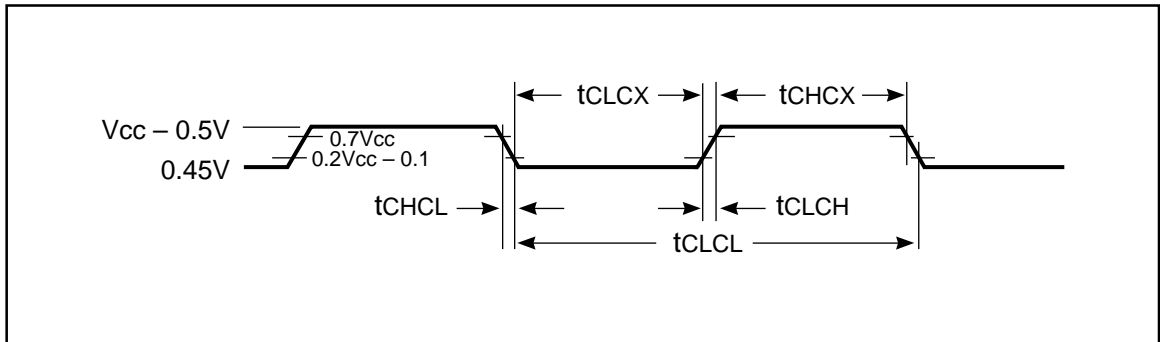 tCLCX
tCHCX
Vcc – 0.5V
0.7Vcc
0.2Vcc – 0.1
0.45V
tCHCL
tCLCH
tCLCL